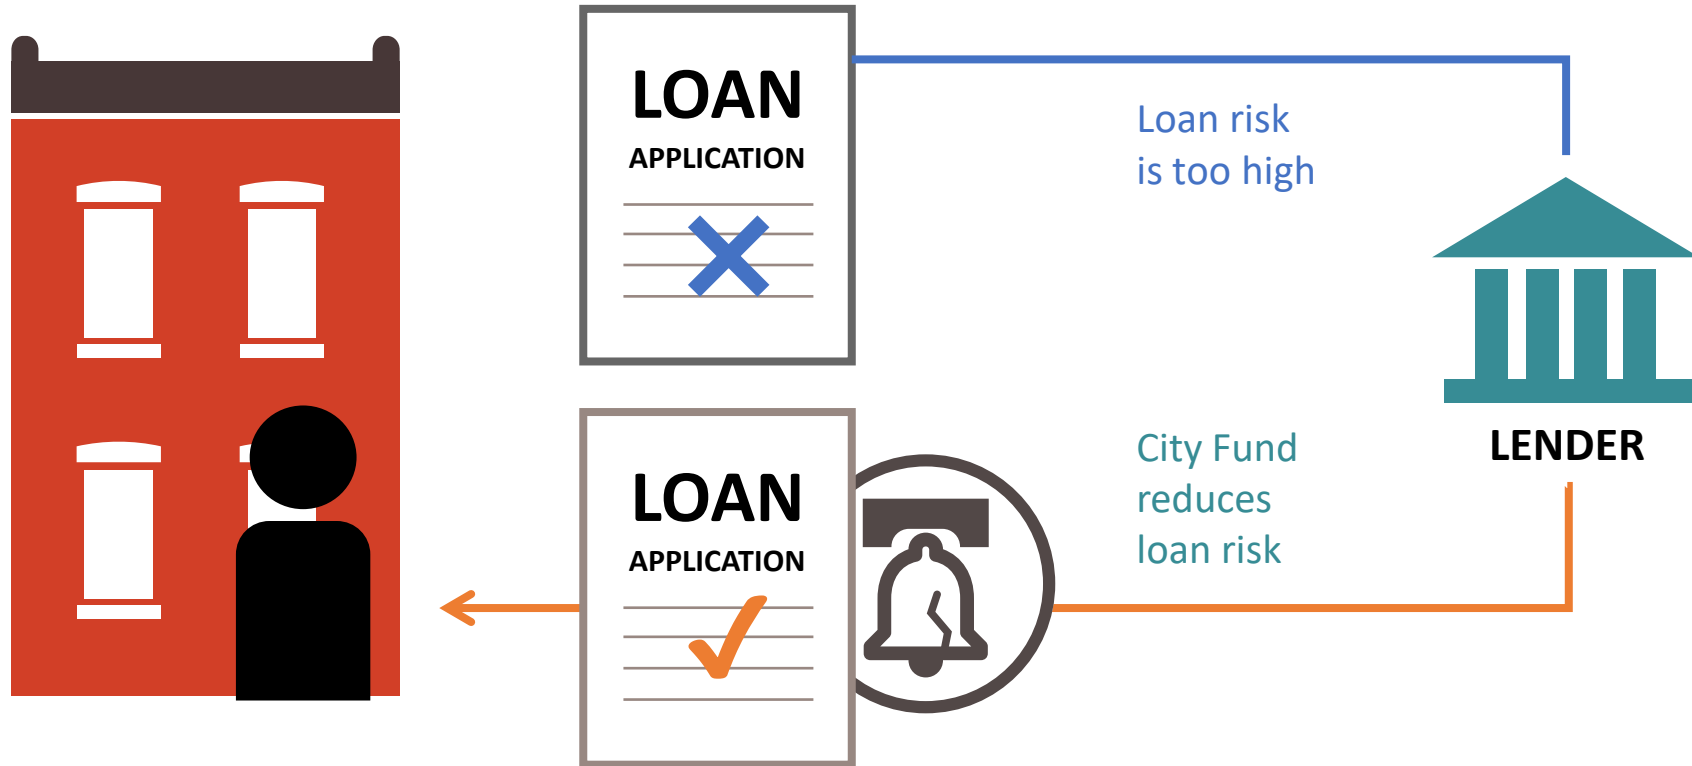 LOAN
APPLICATION
Loan risk
is too high
LENDER
LOAN
APPLICATION
City Fund
reduces
loan risk